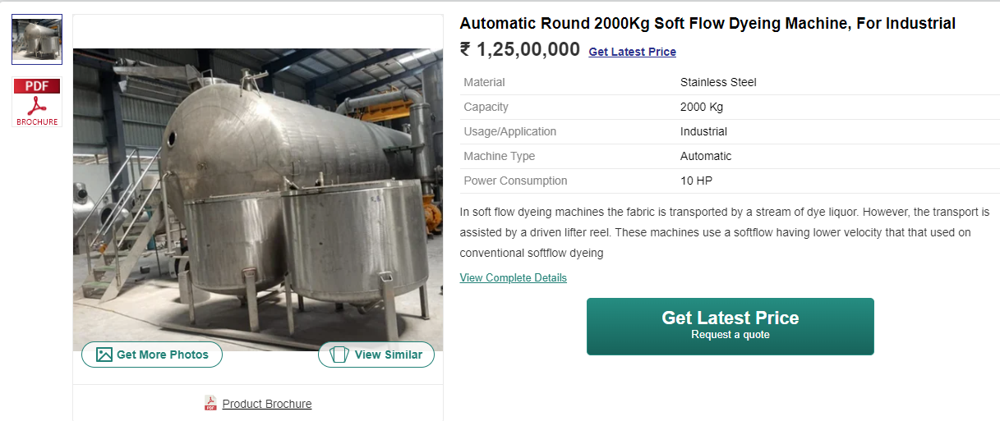 Automatic Round 2000Kg Soft Flow Dyeing Machine, For Industrial
₹ 1,25,00,000 Get Latest Price
PDF
BROCHURE
Material Stainless Steel
Capacity 2000 Kg
Usage/Application Industrial
Machine Type Automatic
Power Consumption 10 HP
In soft flow dyeing machines the fabric is transported by a stream of dye liquor. However, the transport is
assisted by a driven lifter reel. These machines use a softflow having lower velocity that that used on
conventional softflow dyeing
View Complete Details
Get Latest Price
Request a quote
Get More Photos
View Similar
PDF
Product Brochure